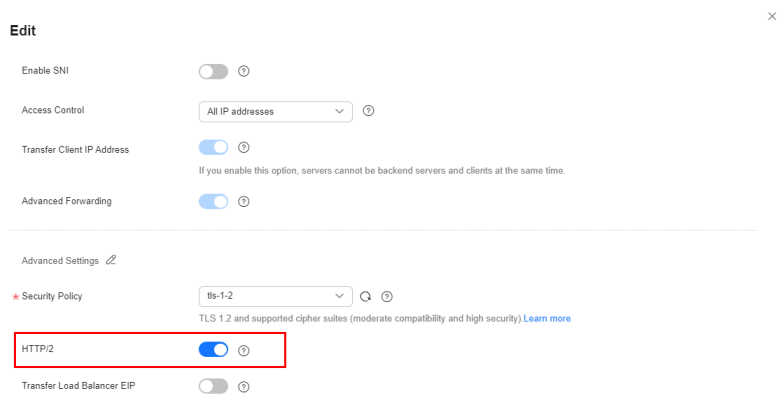 Edit
Enable SNI
Access Control All IP addresses
Transfer Client IP Address
If you enable this option, servers cannot be backend servers and clients at the same time.
Advanced Forwarding
Advanced Settings
* Security Policy tls-1-2
TLS 1.2 and supported cipher suites (moderate compatibility and high security).Learn more
HTTP/2
Transfer Load Balancer EIP